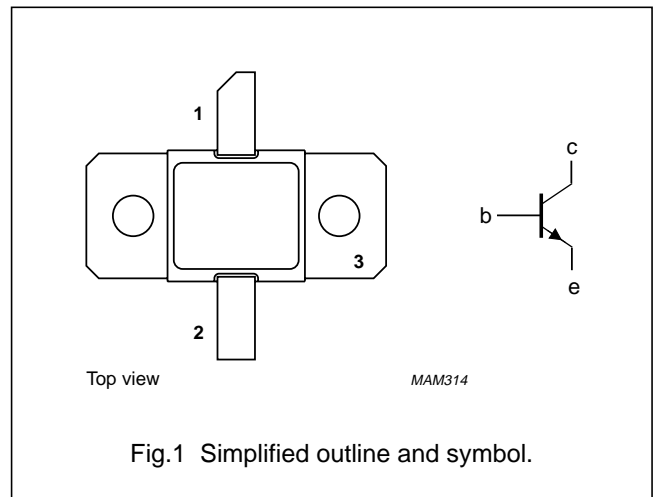 1
c
b
3
e
2
Top view
MAM314
Fig.1 Simplified outline and symbol.